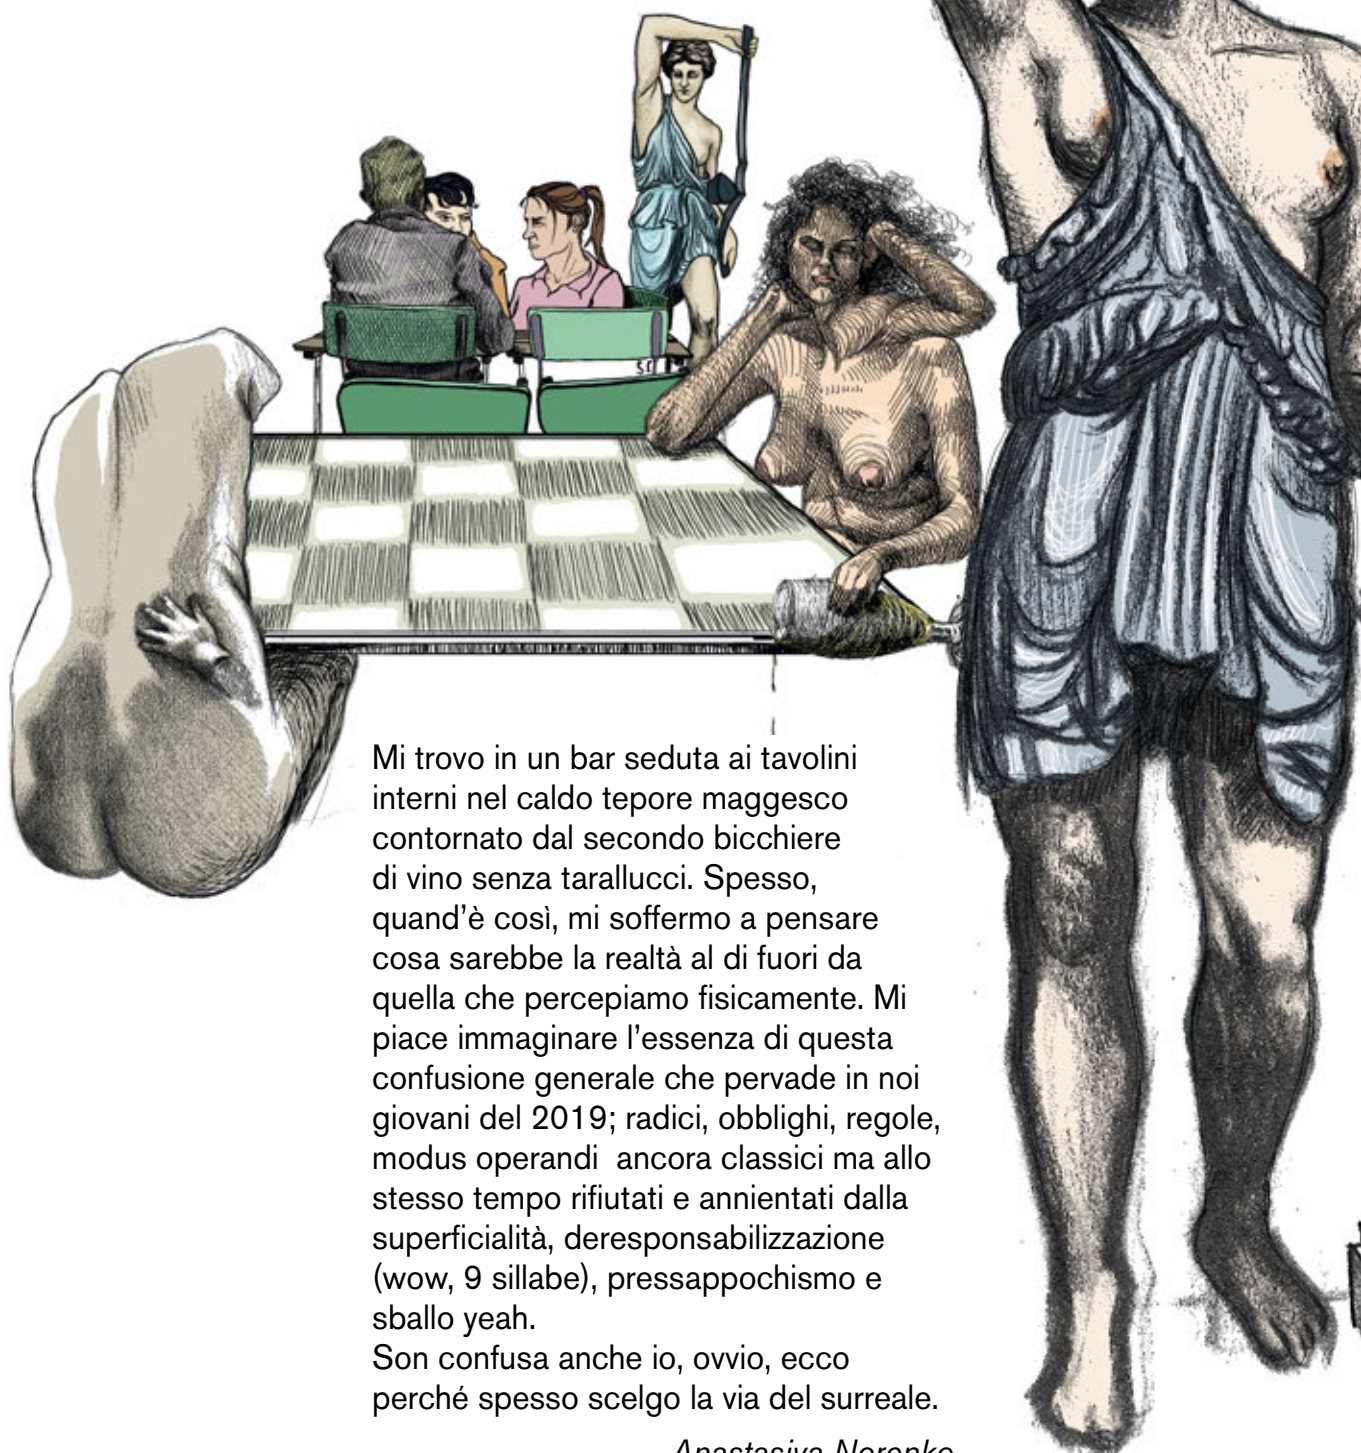 Mi trovo in un bar seduta ai tavolini
interni nel caldo tepore maggesco
contornato dal secondo bicchiere
di vino senza tarallucci. Spesso,
quand'è così, mi soffermo a pensare
cosa sarebbe la realtà al di fuori da
quella che percepiamo fisicamente. Mi
piace immaginare l'essenza di questa
confusione generale che pervade in noi
giovani del 2019; radici, obblighi, regole,
modus operandi  ancora classici ma allo
stesso tempo rifiutati e annientati dalla
superficialità, deresponsabilizzazione
(wow, 9 sillabe), pressappochismo e
sballo yeah.
Son confusa anche io, ovvio, ecco
perché spesso scelgo la via del surreale.
Anastasiya Norenko